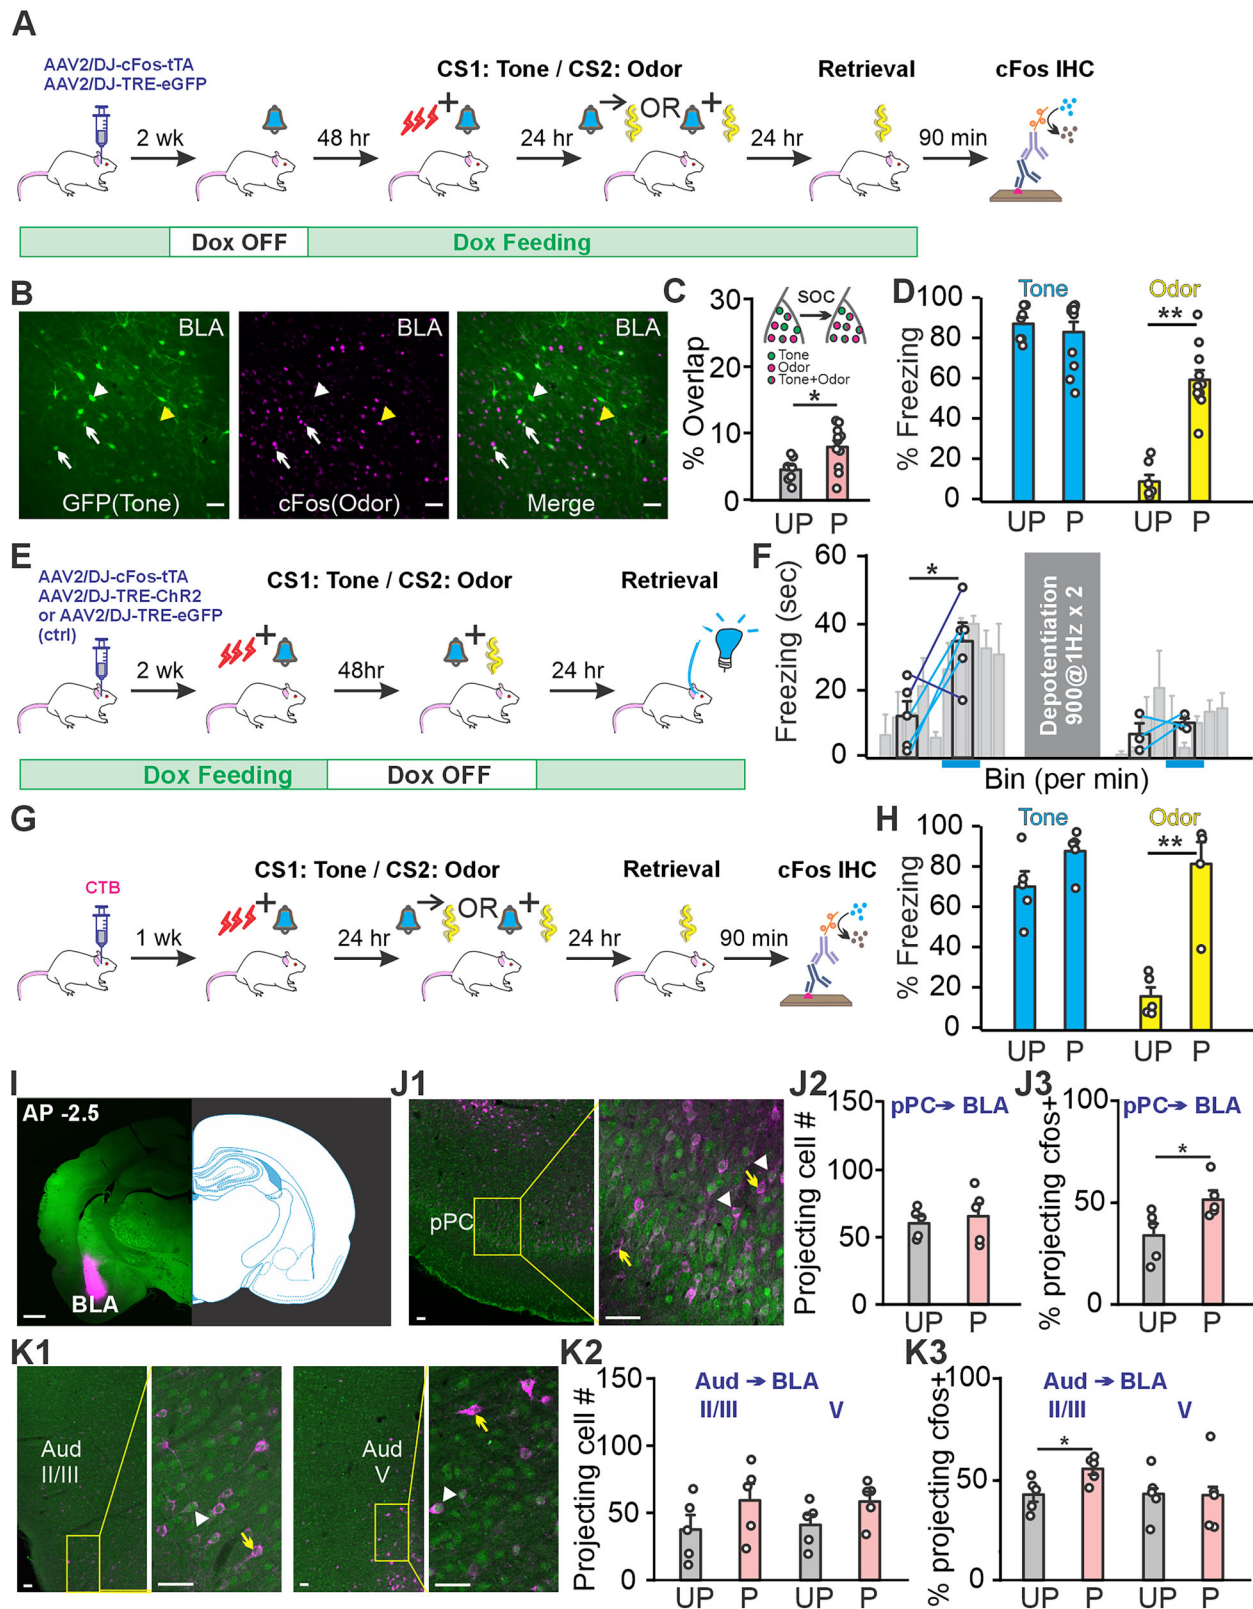 A
AAV2/DJ-cFos-tTA
AAV2/DJ-TRE-eGFP
CS1: Tone / CS2: Odor
Retrieval
cFos IHC
+ OR +
2 wk
48 hr
24 hr
24 hr
90 min
Dox OFF
Dox Feeding
B
BLA
BLA
BLA
GFP(Tone)
cFos(Odor)
Merge
C
% Overlap
30
20
10
0
SOC
Tone
Odor
Tone+Odor
*
UP P
D
% Freezing
100
80
60
40
20
0
Tone
Odor
**
UP P UP P
E
AAV2/DJ-cFos-tTA
AAV2/DJ-TRE-ChR2
or AAV2/DJ-TRE-eGFP
(ctrl)
CS1: Tone / CS2: Odor
Retrieval
+ +
2 wk
48hr
24 hr
Dox Feeding
Dox OFF
F
Freezing (sec)
60
40
20
0
*
Depotentiation
900@1Hz x 2
Bin (per min)
G
CTB
CS1: Tone / CS2: Odor
Retrieval
cFos IHC
+ OR +
1 wk
24 hr
24 hr
90 min
H
% Freezing
100
80
60
40
20
0
Tone
Odor
**
UP P UP P
I
AP -2.5
BLA
J1
pPC
J2
Projecting cell #
150
100
50
0
pPC BLA
UP P
J3
% projecting cfos+
100
50
0
pPC BLA
*
UP P
K1
Aud
II/III
Aud
V
K2
Projecting cell #
150
100
50
0
Aud BLA
II/III V
UP P UP P
K3
% projecting cfos+
100
50
0
Aud BLA
II/III V
*
UP P UP P